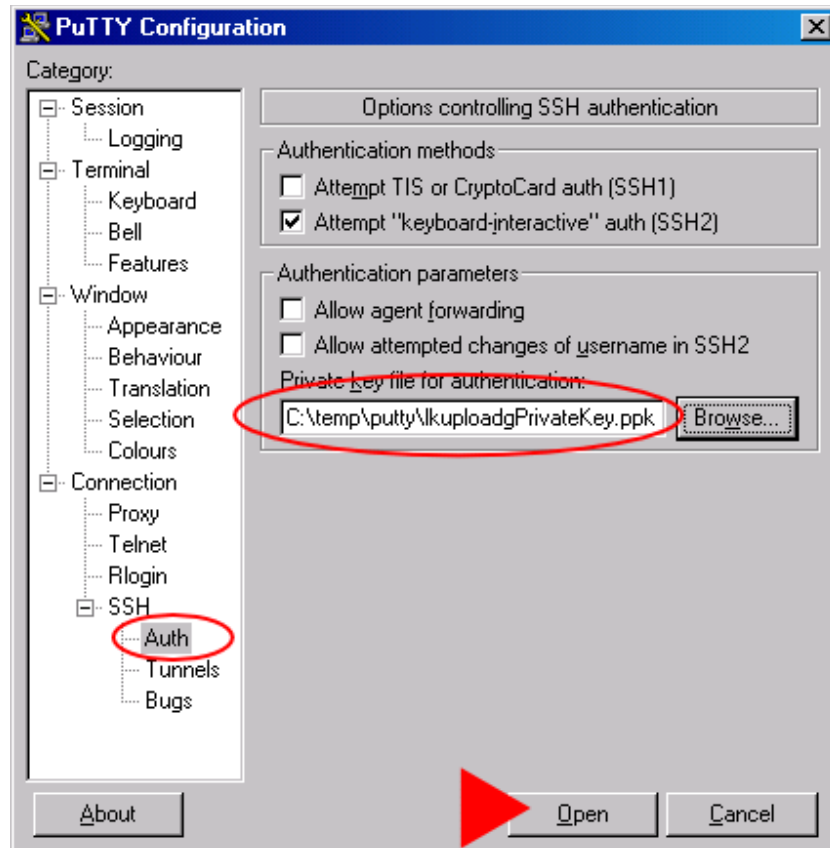 PuTTY Configuration
Category:
Session
Logging
Terminal
Keyboard
Bell
Features
Window
Appearance
Behaviour
Translation
Selection
Colours
Connection
Proxy
Telnet
Rlogin
SSH
Auth
Tunnels
Bugs
Options controlling SSH authentication
Authentication methods
Attempt TIS or CryptoCard auth (SSH1)
Attempt "keyboard-interactive" auth (SSH2)
Authentication parameters
Allow agent forwarding
Allow attempted changes of username in SSH2
Private key file for authentication:
C:\temp\putty\lkuploadgPrivateKey.ppk
Browse...
About
Open
Cancel